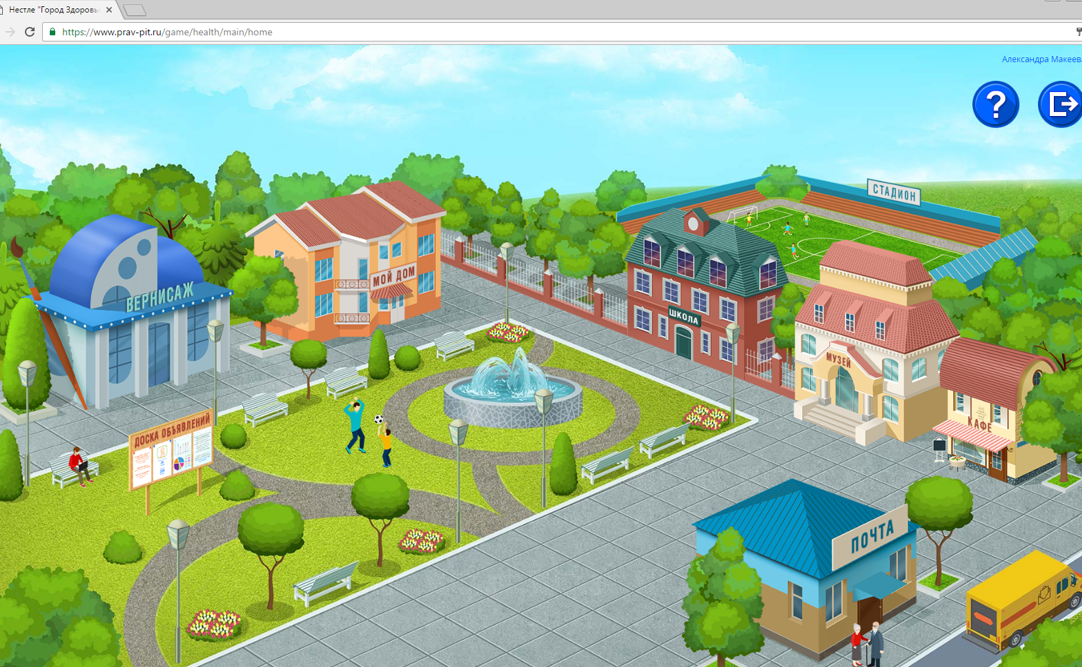 Нестле "Город Здоровь
https://www.prav-pit.ru/game/health/main/home
Александра Макеев
?
СТАДИОН
МОЙ ДОМ
ВЕРНИСАЖ
ШКОЛА
МУЗЕЙ
КАФЕ
ДОСКА ОБЪЯВЛЕНИЙ
ПОЧТА